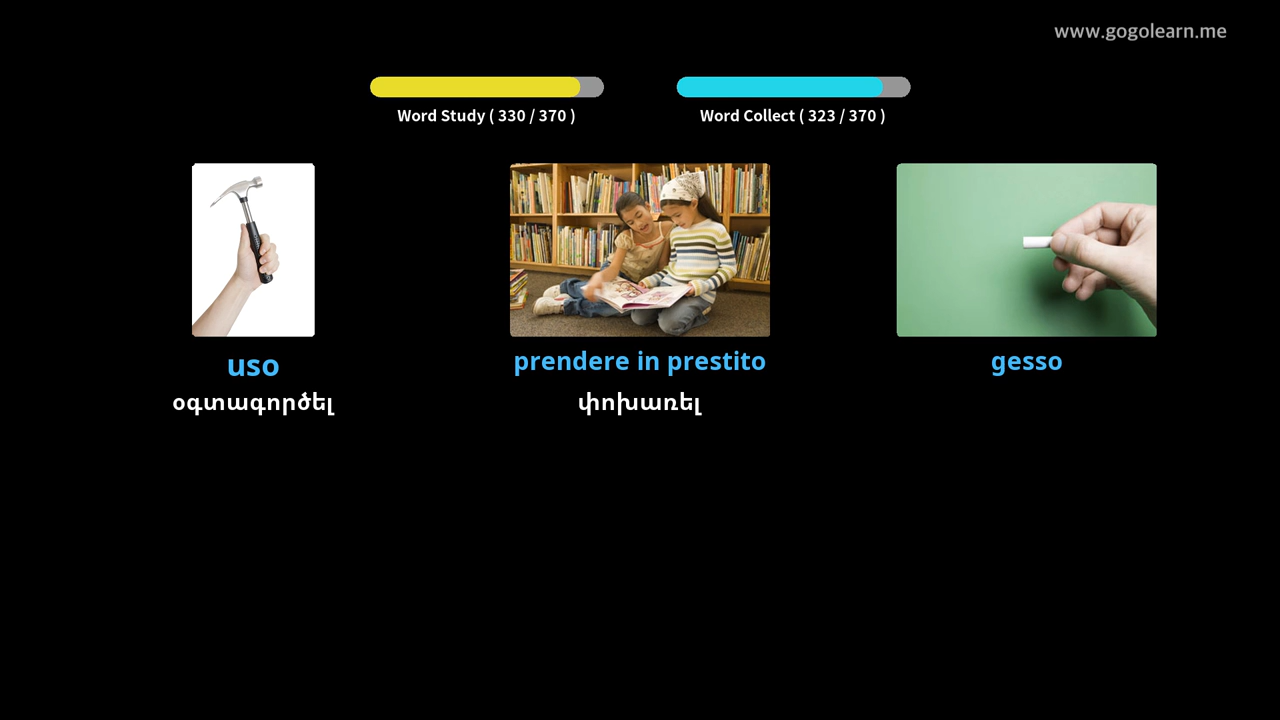 www.gogolearn.me
Word Study ( 330 / 370 )
Word Collect ( 323 / 370 )
uso
prendere in prestito
gesso
օգտագործել
փոխառել